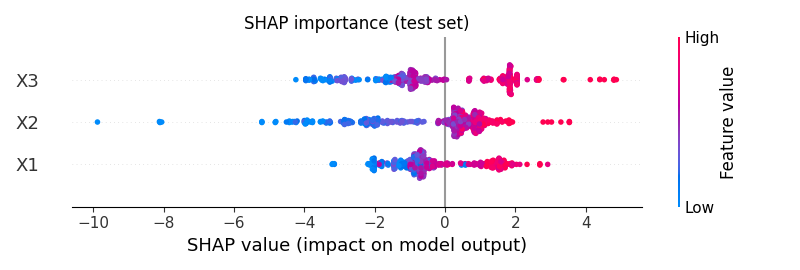 SHAP importance (test set)
High
X3
X2
X1
Feature value
Low
−10 −8 −6 −4 −2 0 2 4
SHAP value (impact on model output)